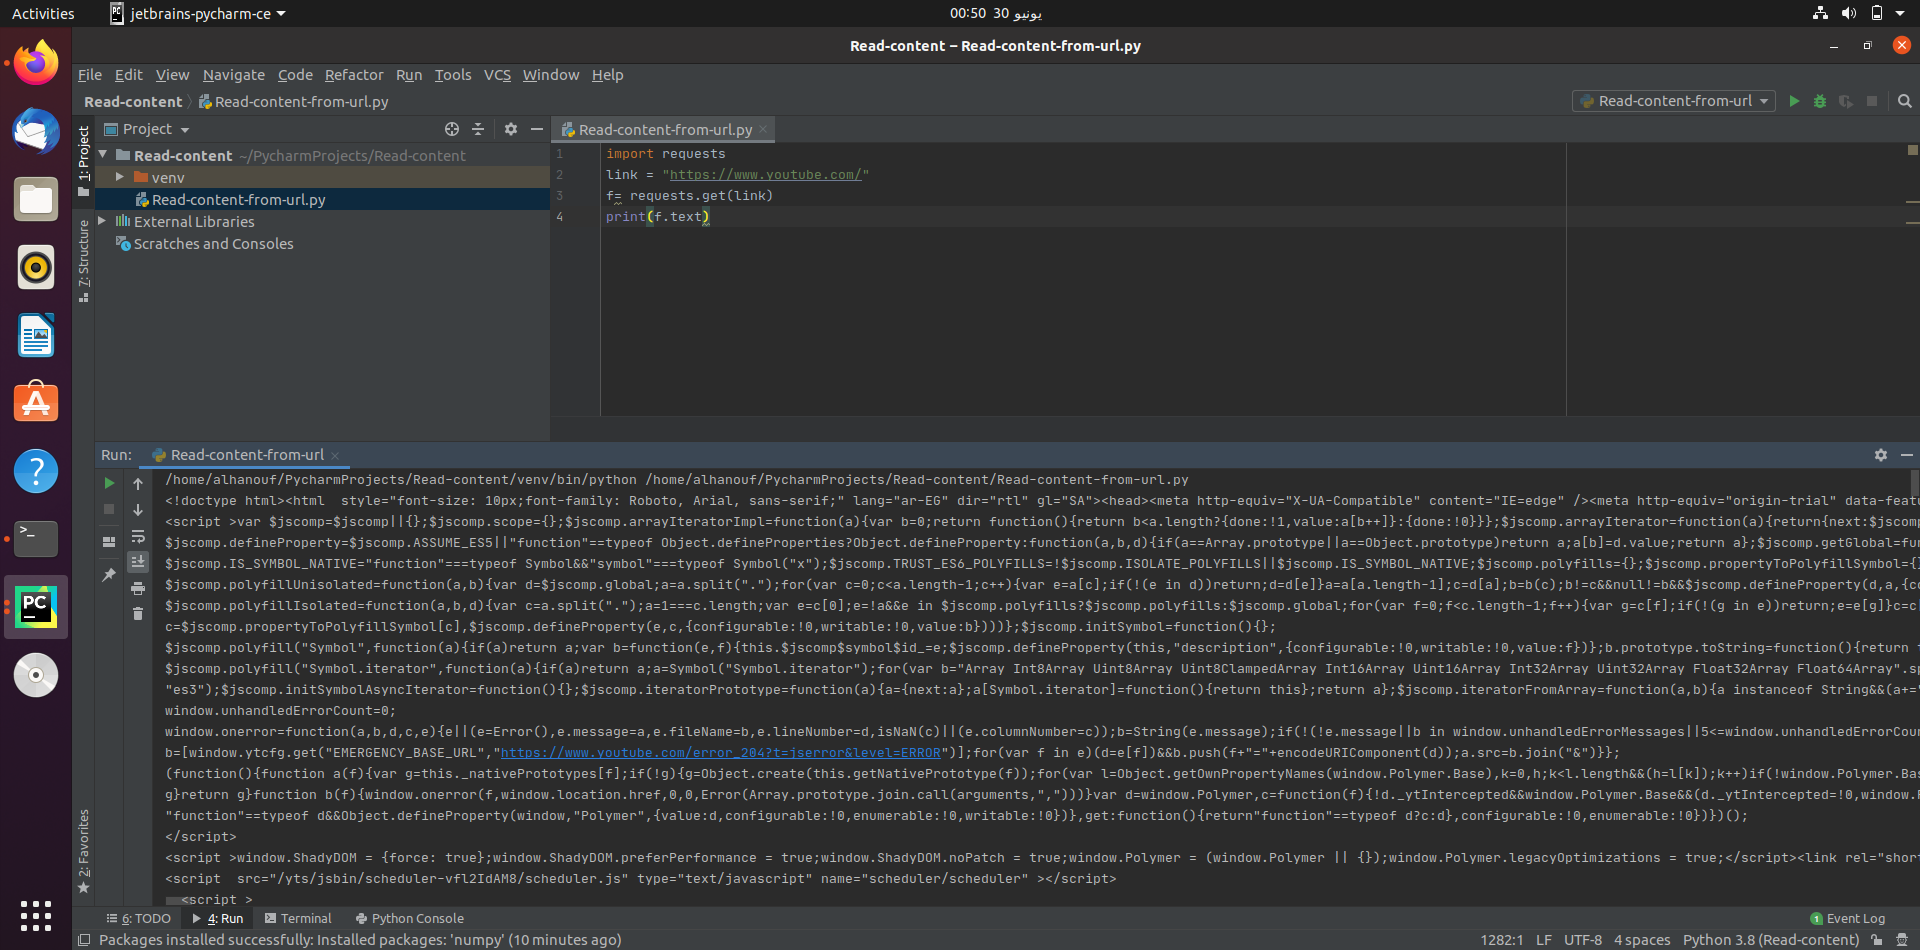 Activities
jetbrains-pycharm-ce
00:50 30 يونيو
Read-content – Read-content-from-url.py
File Edit View Navigate Code Refactor Run Tools VCS Window Help
Read-content Read-content-from-url.py
Read-content-from-url
1: Project
Project
Read-content ~/PycharmProjects/Read-content
venv
Read-content-from-url.py
External Libraries
Scratches and Consoles
7: Structure
Read-content-from-url.py
1 import requests
2 link = "https://www.youtube.com/"
3 f= requests.get(link)
4 print(f.text)
Run: Read-content-from-url
/home/alhanouf/PycharmProjects/Read-content/venv/bin/python /home/alhanouf/PycharmProjects/Read-content/Read-content-from-url.py
<!doctype html><html  style="font-size: 10px;font-family: Roboto, Arial, sans-serif;" lang="ar-EG" dir="rtl" gl="SA"><head><meta http-equiv="X-UA-Compatible" content="IE=edge" /><meta http-equiv="origin-trial" data-featu
<script >var $jscomp=$jscomp||{};$jscomp.scope={};$jscomp.arrayIteratorImpl=function(a){var b=0;return function(){return b<a.length?{done:!1,value:a[b++]}:{done:!0}}};$jscomp.arrayIterator=function(a){return{next:$jscomp
$jscomp.defineProperty=$jscomp.ASSUME_ES5||"function"==typeof Object.defineProperties?Object.defineProperty:function(a,b,d){if(a==Array.prototype||a==Object.prototype)return a;a[b]=d.value;return a};$jscomp.getGlobal=fun
$jscomp.IS_SYMBOL_NATIVE="function"===typeof Symbol&&"symbol"===typeof Symbol("x");$jscomp.TRUST_ES6_POLYFILLS=!$jscomp.ISOLATE_POLYFILLS||$jscomp.IS_SYMBOL_NATIVE;$jscomp.polyfills={};$jscomp.propertyToPolyfillSymbol={}
$jscomp.polyfillUnisolated=function(a,b){var d=$jscomp.global;a=a.split(".");for(var c=0;c<a.length-1;c++){var e=a[c];if(!(e in d))return;d=d[e]}a=a[a.length-1];c=d[a];b=b(c);b!=c&&null!=b&&$jscomp.defineProperty(d,a,{co
$jscomp.polyfillIsolated=function(a,b,d){var c=a.split(".");a=1===c.length;var e=c[0];e=!a&&e in $jscomp.polyfills?$jscomp.polyfills:$jscomp.global;for(var f=0;f<c.length-1;f++){var g=c[f];if(!(g in e))return;e=e[g]}c=c[
c=$jscomp.propertyToPolyfillSymbol[c],$jscomp.defineProperty(e,c,{configurable:!0,writable:!0,value:b})))};$jscomp.initSymbol=function(){};
$jscomp.polyfill("Symbol",function(a){if(a)return a;var b=function(e,f){this.$jscomp$symbol$id_=e;$jscomp.defineProperty(this,"description",{configurable:!0,writable:!0,value:f})};b.prototype.toString=function(){return t
$jscomp.polyfill("Symbol.iterator",function(a){if(a)return a;a=Symbol("Symbol.iterator");for(var b="Array Int8Array Uint8Array Uint8ClampedArray Int16Array Uint16Array Int32Array Uint32Array Float32Array Float64Array".sp
"es3");$jscomp.initSymbolAsyncIterator=function(){};$jscomp.iteratorPrototype=function(a){a={next:a};a[Symbol.iterator]=function(){return this};return a};$jscomp.iteratorFromArray=function(a,b){a instanceof String&&(a+="
window.unhandledErrorCount=0;
window.onerror=function(a,b,d,c,e){e||(e=Error(),e.message=a,e.fileName=b,e.lineNumber=d,isNaN(c)||(e.columnNumber=c));b=String(e.message);if(!(!e.message||b in window.unhandledErrorMessages||5<=window.unhandledErrorCoun
b=[window.ytcfg.get("EMERGENCY_BASE_URL","https://www.youtube.com/error_204?t=jserror&level=ERROR")];for(var f in e)(d=e[f])&&b.push(f+"="+encodeURIComponent(d));a.src=b.join("&")}};
(function(){function a(f){var g=this._nativePrototypes[f];if(!g){g=Object.create(this.getNativePrototype(f));for(var l=Object.getOwnPropertyNames(window.Polymer.Base),k=0,h;k<l.length&&(h=l[k]);k++)if(!window.Polymer.Bas
g}return g}function b(f){window.onerror(f,window.location.href,0,0,Error(Array.prototype.join.call(arguments,",")))}var d=window.Polymer,c=function(f){!d._ytIntercepted&&window.Polymer.Base&&(d._ytIntercepted=!0,window.P
"function"==typeof d&&Object.defineProperty(window,"Polymer",{value:d,configurable:!0,enumerable:!0,writable:!0})},get:function(){return"function"==typeof d?c:d},configurable:!0,enumerable:!0})})();
</script>
<script >window.ShadyDOM = {force: true};window.ShadyDOM.preferPerformance = true;window.ShadyDOM.noPatch = true;window.Polymer = (window.Polymer || {});window.Polymer.legacyOptimizations = true;</script><link rel="short
<script  src="/yts/jsbin/scheduler-vfl2IdAM8/scheduler.js" type="text/javascript" name="scheduler/scheduler" ></script>
<script >
2: Favorites
6: TODO 4: Run Terminal Python Console
1 Event Log
Packages installed successfully: Installed packages: 'numpy' (10 minutes ago)
1282:1 LF UTF-8 4 spaces Python 3.8 (Read-content)